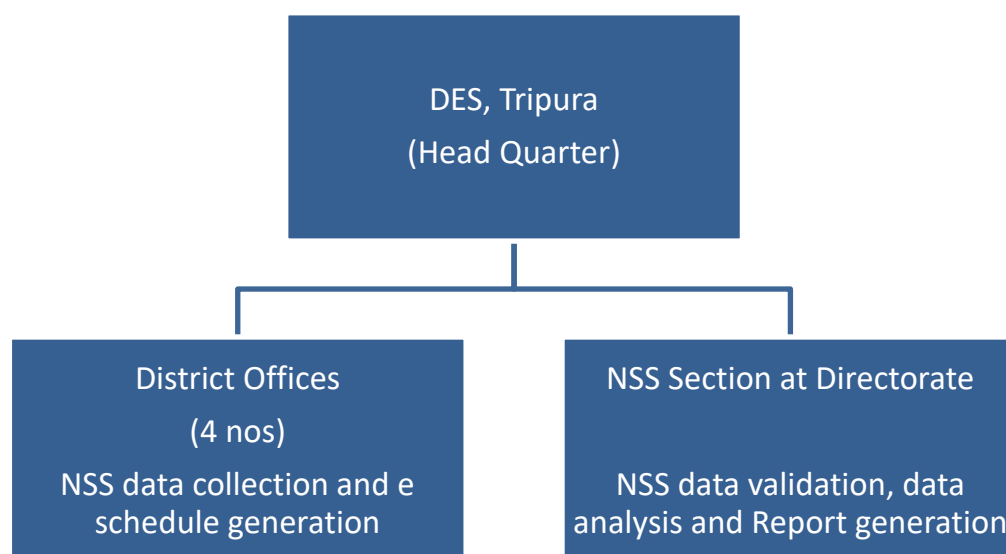 DES, Tripura
(Head Quarter)
District Offices
(4 nos)
NSS data collection and e
schedule generation
NSS Section at Directorate
NSS data validation, data
analysis and Report generation